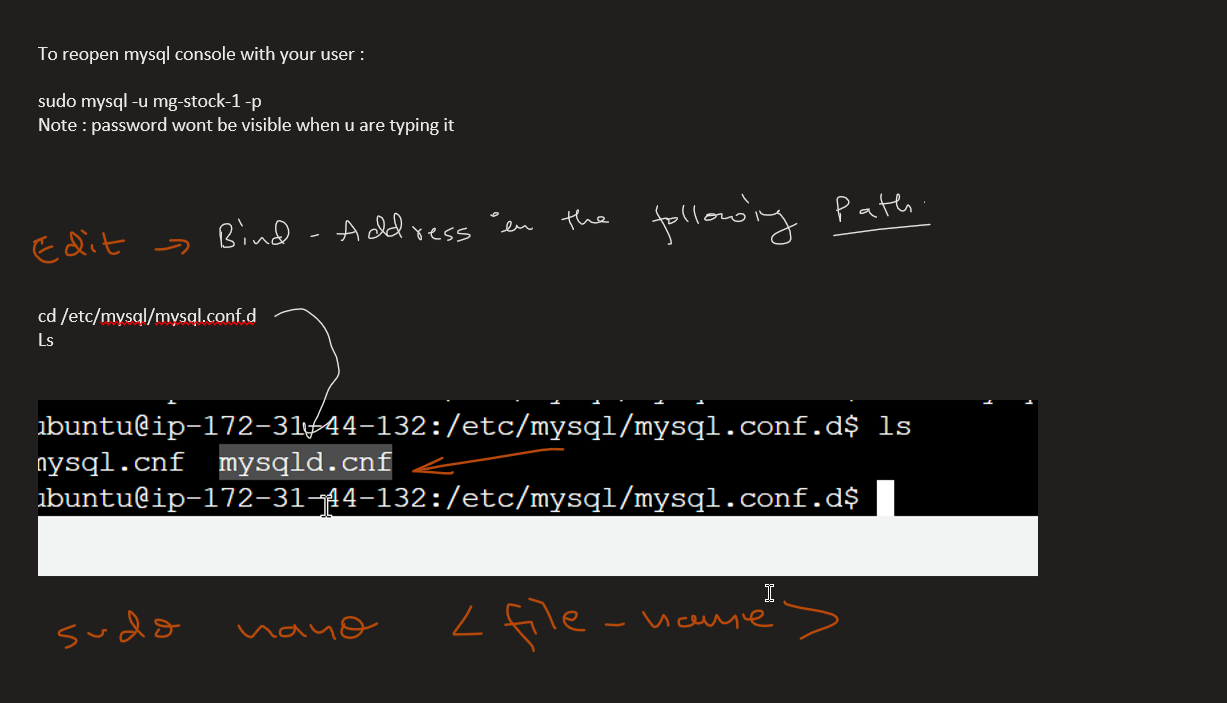 To reopen mysql console with your user :
sudo mysql -u mg-stock-1 -p
Note : password wont be visible when u are typing it
Edit → Bind - Address in the following Path.
cd /etc/mysql/mysql.conf.d
Ls
ubuntu@ip-172-31-44-132:/etc/mysql/mysql.conf.d$ ls
mysql.cnf mysqld.cnf
ubuntu@ip-172-31-44-132:/etc/mysql/mysql.conf.d$
sudo nano <file-name>